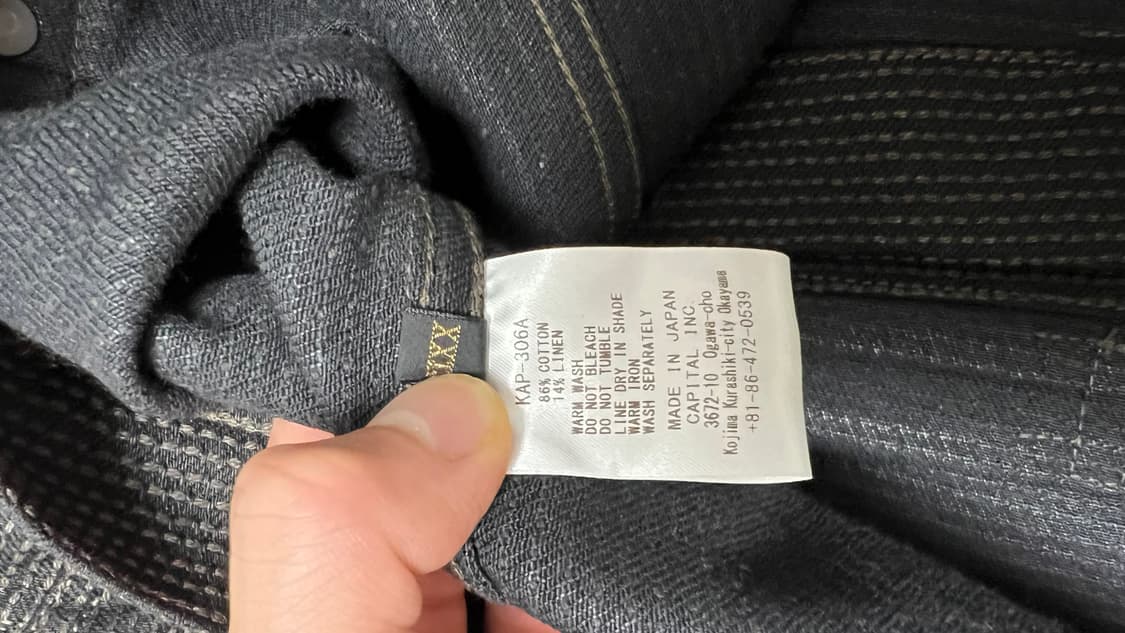 KAP-306A
86% COTTON
14% LINEN
WARM WASH
DO NOT BLEACH
DO NOT TUMBLE
LINE DRY IN SHADE
WARM IRON
WASH SEPARATELY
MADE IN JAPAN
CAPITAL INC.
3672-10 Ogawa-cho
Kojima Kurashiki-city Okayama
+81-86-472-0539